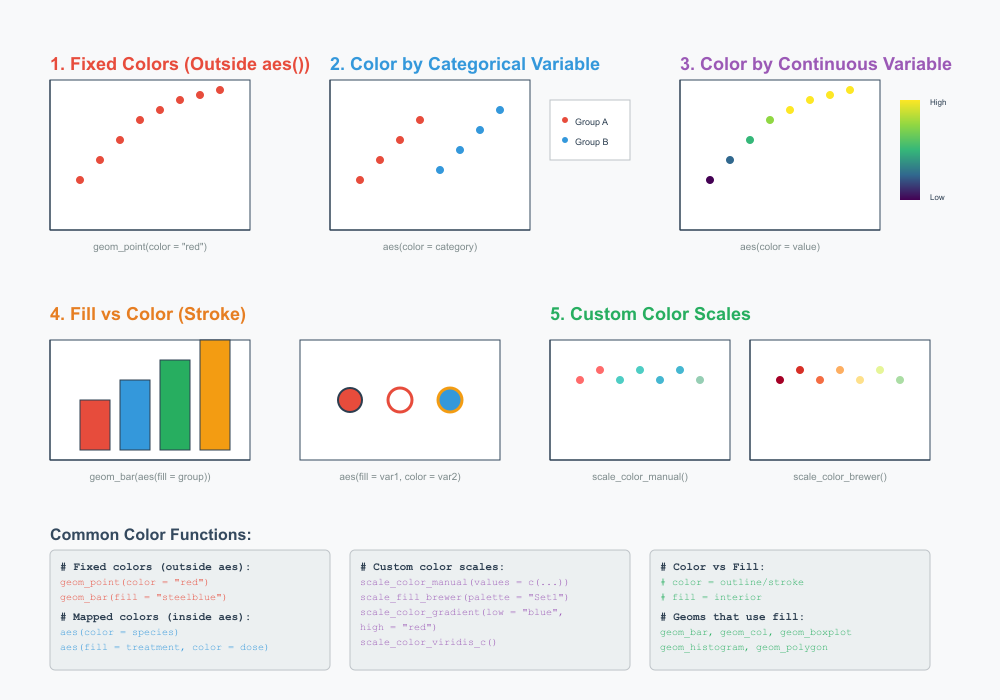 1. Fixed Colors (Outside aes())
2. Color by Categorical Variable
3. Color by Continuous Variable
Group A
Group B
High
Low
geom_point(color = "red")
aes(color = category)
aes(color = value)
4. Fill vs Color (Stroke)
5. Custom Color Scales
geom_bar(aes(fill = group))
aes(fill = var1, color = var2)
scale_color_manual()
scale_color_brewer()
Common Color Functions:
# Fixed colors (outside aes):
geom_point(color = "red")
geom_bar(fill = "steelblue")
# Mapped colors (inside aes):
aes(color = species)
aes(fill = treatment, color = dose)
# Custom color scales:
scale_color_manual(values = c(...))
scale_fill_brewer(palette = "Set1")
scale_color_gradient(low = "blue",
high = "red")
scale_color_viridis_c()
# Color vs Fill:
# color = outline/stroke
# fill = interior
# Geoms that use fill:
geom_bar, geom_col, geom_boxplot
geom_histogram, geom_polygon